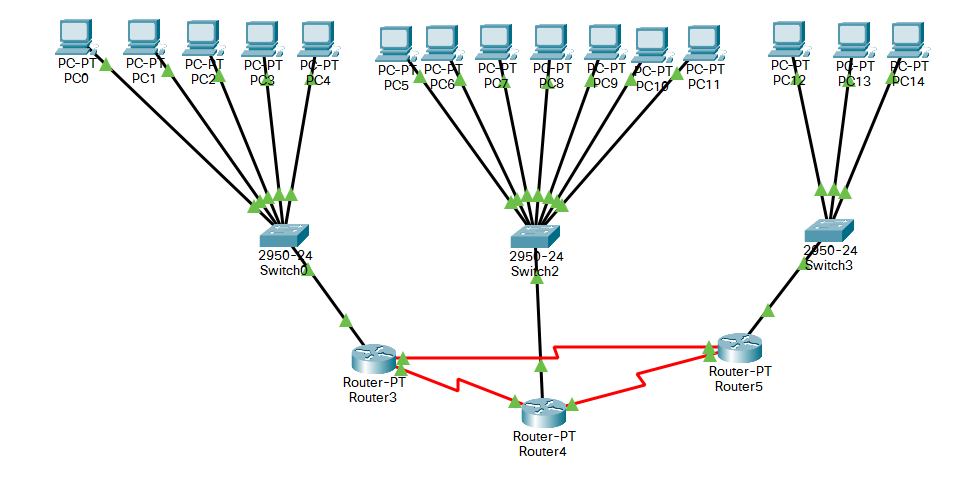 PC-PT
PC0
PC-PT
PC1
PC-PT
PC2
PC-PT
PC3
PC-PT
PC4
PC-PT
PC5
PC-PT
PC6
PC-PT
PC7
PC-PT
PC8
PC-PT
PC9
PC-PT
PC10
PC-PT
PC11
PC-PT
PC12
PC-PT
PC13
PC-PT
PC14
2950-24
Switch0
2950-24
Switch2
2950-24
Switch3
Router-PT
Router3
Router-PT
Router5
Router-PT
Router4